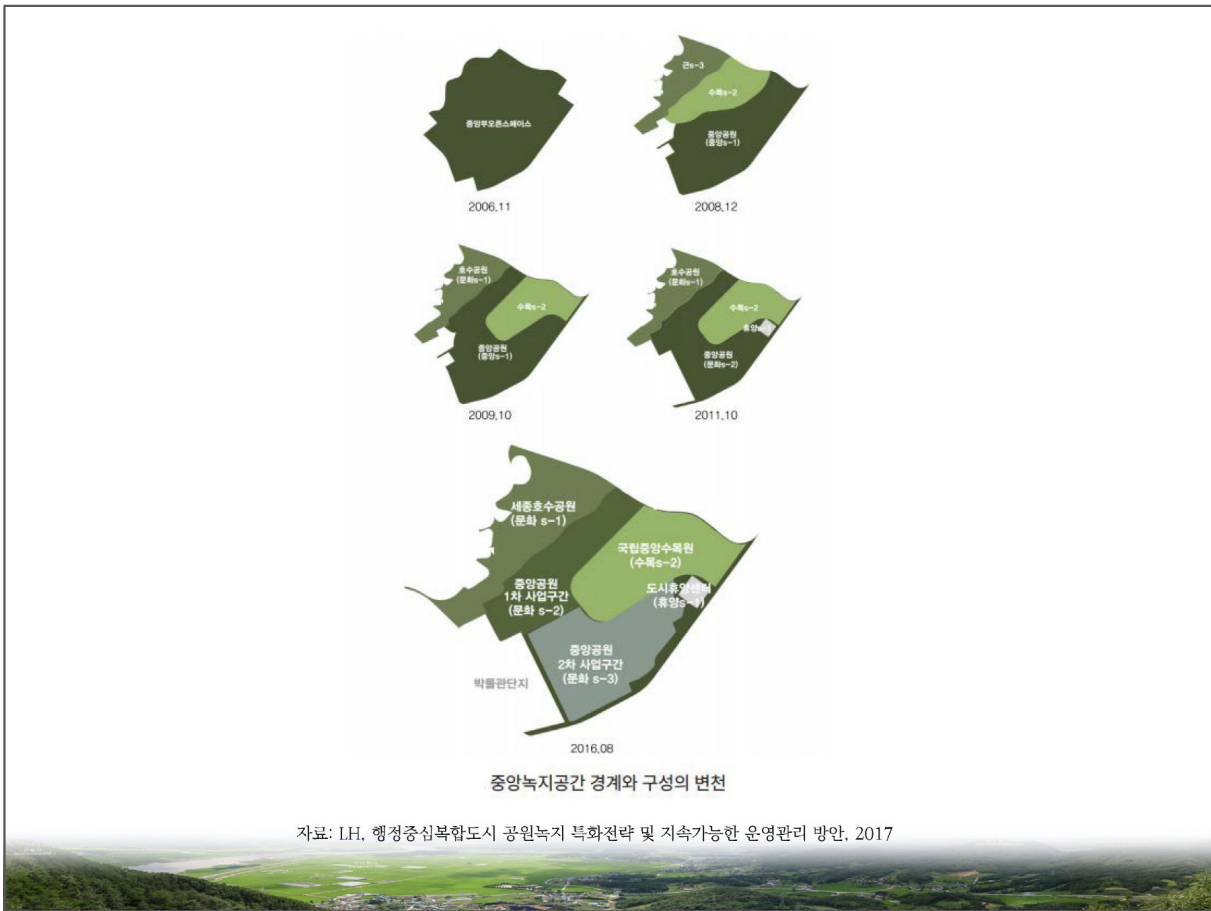 중앙부오픈스페이스
2006.11
근s-3
수목s-2
중앙공원
(중앙s-1)
2008.12
호수공원
(문화s-1)
수목s-2
중앙공원
(중앙s-1)
2009.10
호수공원
(문화s-1)
수목s-2
휴양s-1
중앙공원
(문화s-2)
2011.10
세종호수공원
(문화 s-1)
국립중앙수목원
(수목s-2)
중앙공원
1차 사업구간
(문화 s-2)
도시휴양센터
(휴양s-1)
중앙공원
2차 사업구간
(문화 s-3)
박물관단지
2016.08
중앙녹지공간 경계와 구성의 변천
자료: LH, 행정중심복합도시 공원녹지 특화전략 및 지속가능한 운영관리 방안, 2017